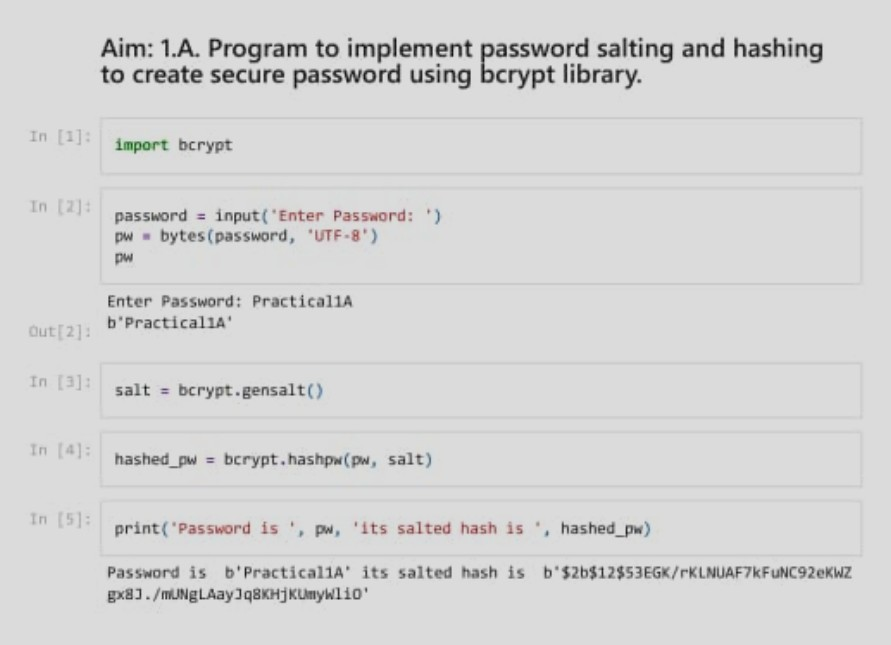 Aim: 1.A. Program to implement password salting and hashing
to create secure password using bcrypt library.
In [1]:
import bcrypt
In [2]:
password = input('Enter Password: ')
pw = bytes(password, 'UTF-8')
pw
Enter Password: Practical1A
Out[2]: b'Practical1A'
In [3]:
salt = bcrypt.gensalt()
In [4]:
hashed_pw = bcrypt.hashpw(pw, salt)
In [5]:
print('Password is ', pw, 'its salted hash is ', hashed_pw)
Password is  b'Practical1A' its salted hash is  b'$2b$12$53EGK/rKLNUAF7kFuNC92eKWZ
gx8J./mUNgLAayJq8KHjKUmyWliO'